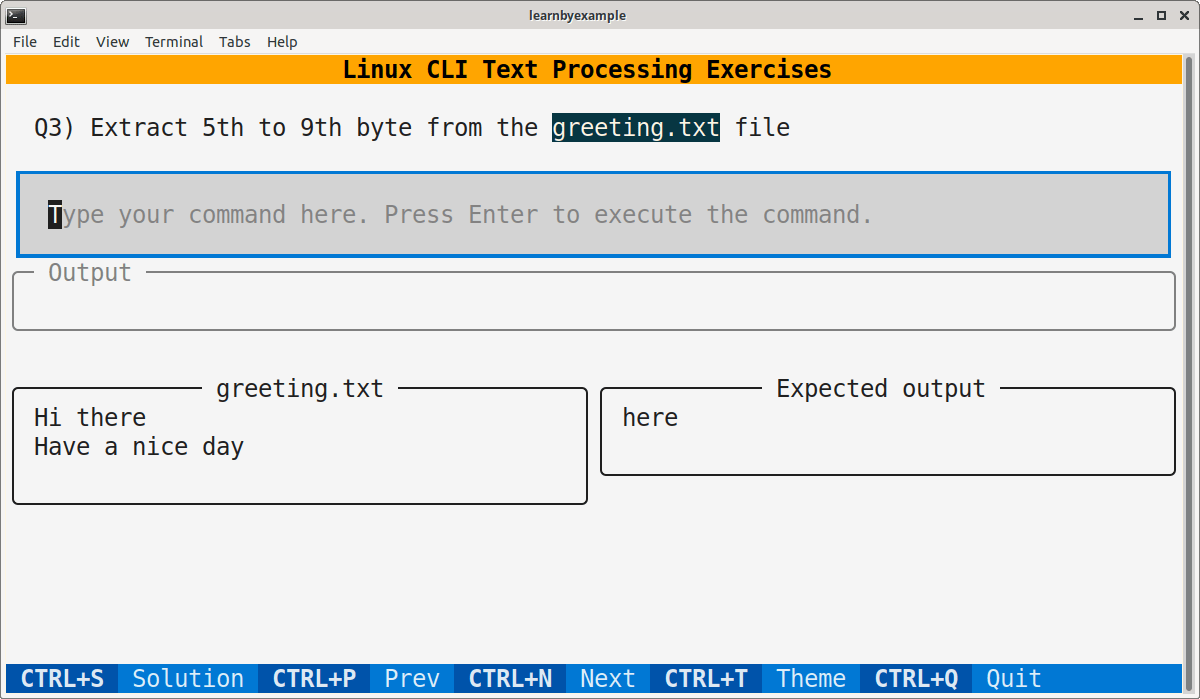 learnbyexample
File Edit View Terminal Tabs Help
Linux CLI Text Processing Exercises
Q3) Extract 5th to 9th byte from the greeting.txt file
Type your command here. Press Enter to execute the command.
Output
greeting.txt
Hi there
Have a nice day
Expected output
here
CTRL+S Solution CTRL+P Prev CTRL+N Next CTRL+T Theme CTRL+Q Quit